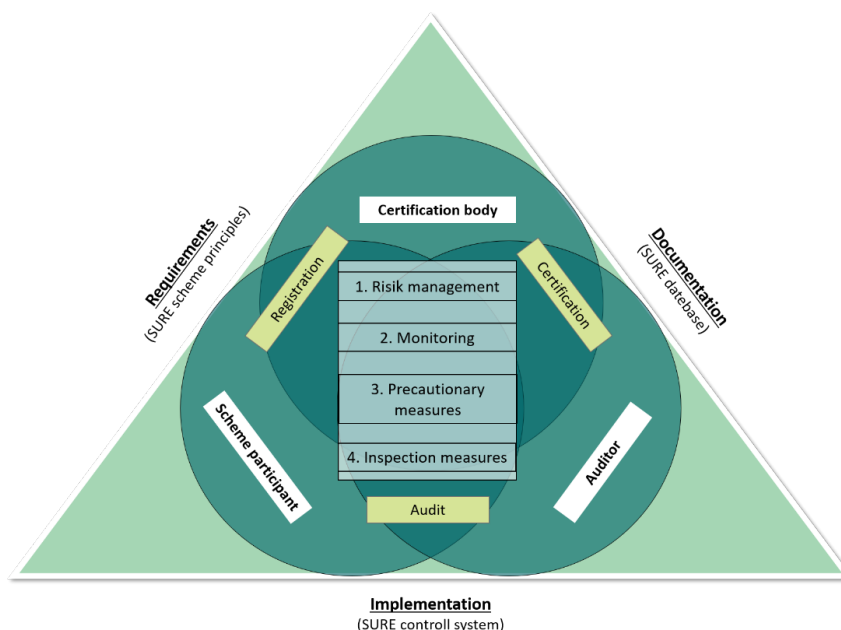 Certification body
Requirements
(SURE scheme principles)
Documentation
(SURE datebase)
Registration
Certification
1. Risik management
2. Monitoring
3. Precautionary
measures
4. Inspection measures
Scheme participant
Auditor
Audit
Implementation
(SURE controll system)